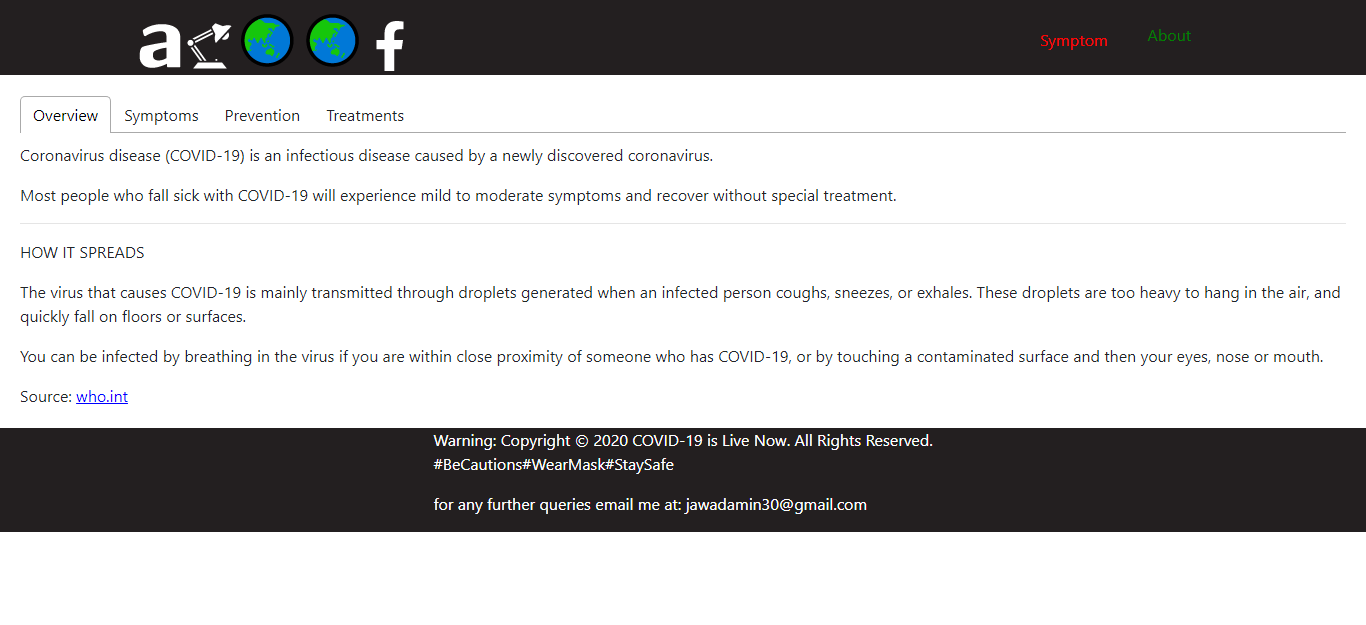 a f
Symptom About
Overview Symptoms Prevention Treatments
Coronavirus disease (COVID-19) is an infectious disease caused by a newly discovered coronavirus.
Most people who fall sick with COVID-19 will experience mild to moderate symptoms and recover without special treatment.
HOW IT SPREADS
The virus that causes COVID-19 is mainly transmitted through droplets generated when an infected person coughs, sneezes, or exhales. These droplets are too heavy to hang in the air, and
quickly fall on floors or surfaces.
You can be infected by breathing in the virus if you are within close proximity of someone who has COVID-19, or by touching a contaminated surface and then your eyes, nose or mouth.
Source: who.int
Warning: Copyright © 2020 COVID-19 is Live Now. All Rights Reserved.
#BeCautions#WearMask#StaySafe
for any further queries email me at: jawadamin30@gmail.com